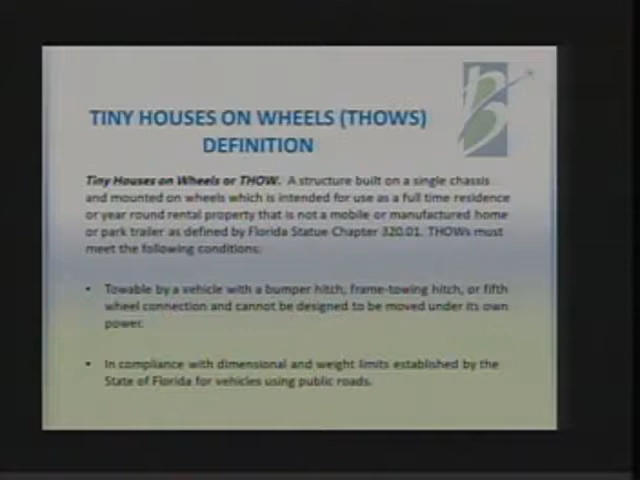 TINY HOUSES ON WHEELS (THOWS)
DEFINITION
Tiny Houses on Wheels or THOW. A structure built on a single chassis
and mounted on wheels which is intended for use as a full time residence
or year round rental property that is not a mobile or manufactured home
or park trailer as defined by Florida Statue Chapter 320.01. THOWs must
meet the following conditions:
• Towable by a vehicle with a bumper hitch, frame-towing hitch, or fifth
wheel connection and cannot be designed to be moved under its own
power.
• In compliance with dimensional and weight limits established by the
State of Florida for vehicles using public roads.